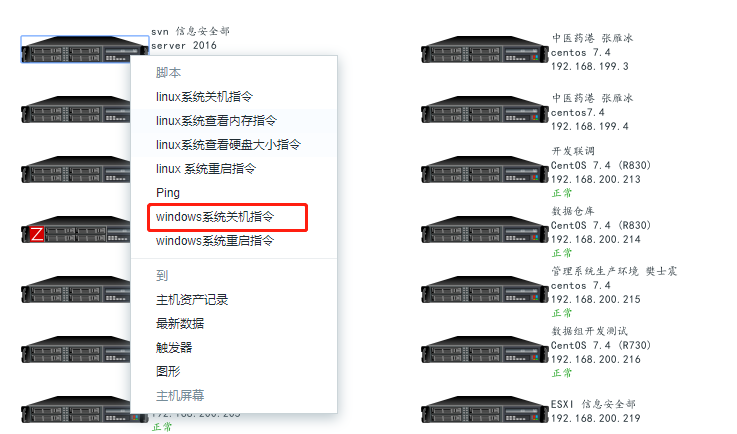 svn 信息安全部
server 2016
脚本
linux系统关机指令
linux系统查看内存指令
linux系统查看硬盘大小指令
linux 系统重启指令
Ping
windows系统关机指令
windows系统重启指令
到
主机资产记录
最新数据
触发器
图形
主机屏幕
192.168.200.205
正常
Z
中医药港 张雁冰
centos 7.4
192.168.199.3
中医药港 张雁冰
centos7.4
192.168.199.4
开发联调
CentOS 7.4 (R830)
192.168.200.213
正常
数据仓库
CentOS 7.4 (R830)
192.168.200.214
正常
管理系统生产环境 樊士震
centos 7.4
192.168.200.215
正常
数据组开发测试
CentOS 7.4 (R730)
192.168.200.216
正常
ESXI 信息安全部
192.168.200.219